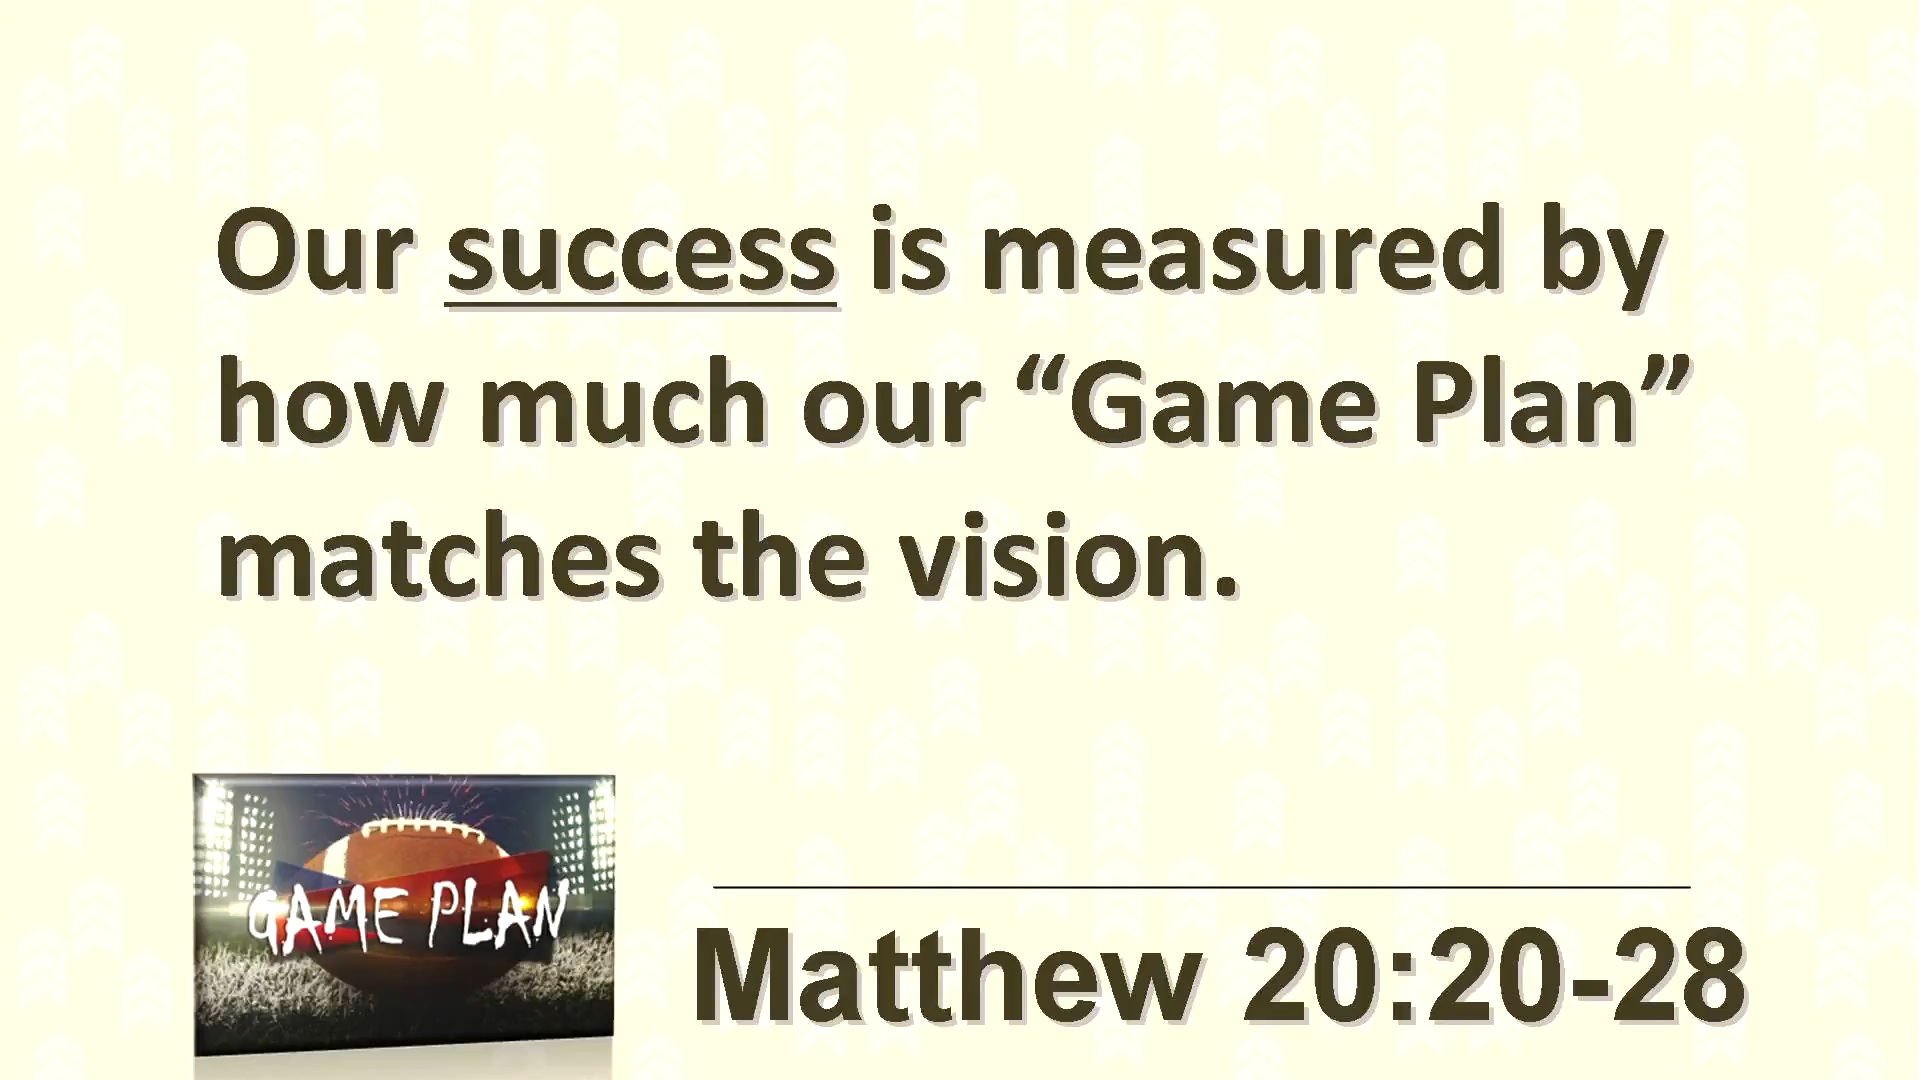 Our success is measured by
how much our “Game Plan”
matches the vision.
GAME PLAN
Matthew 20:20-28